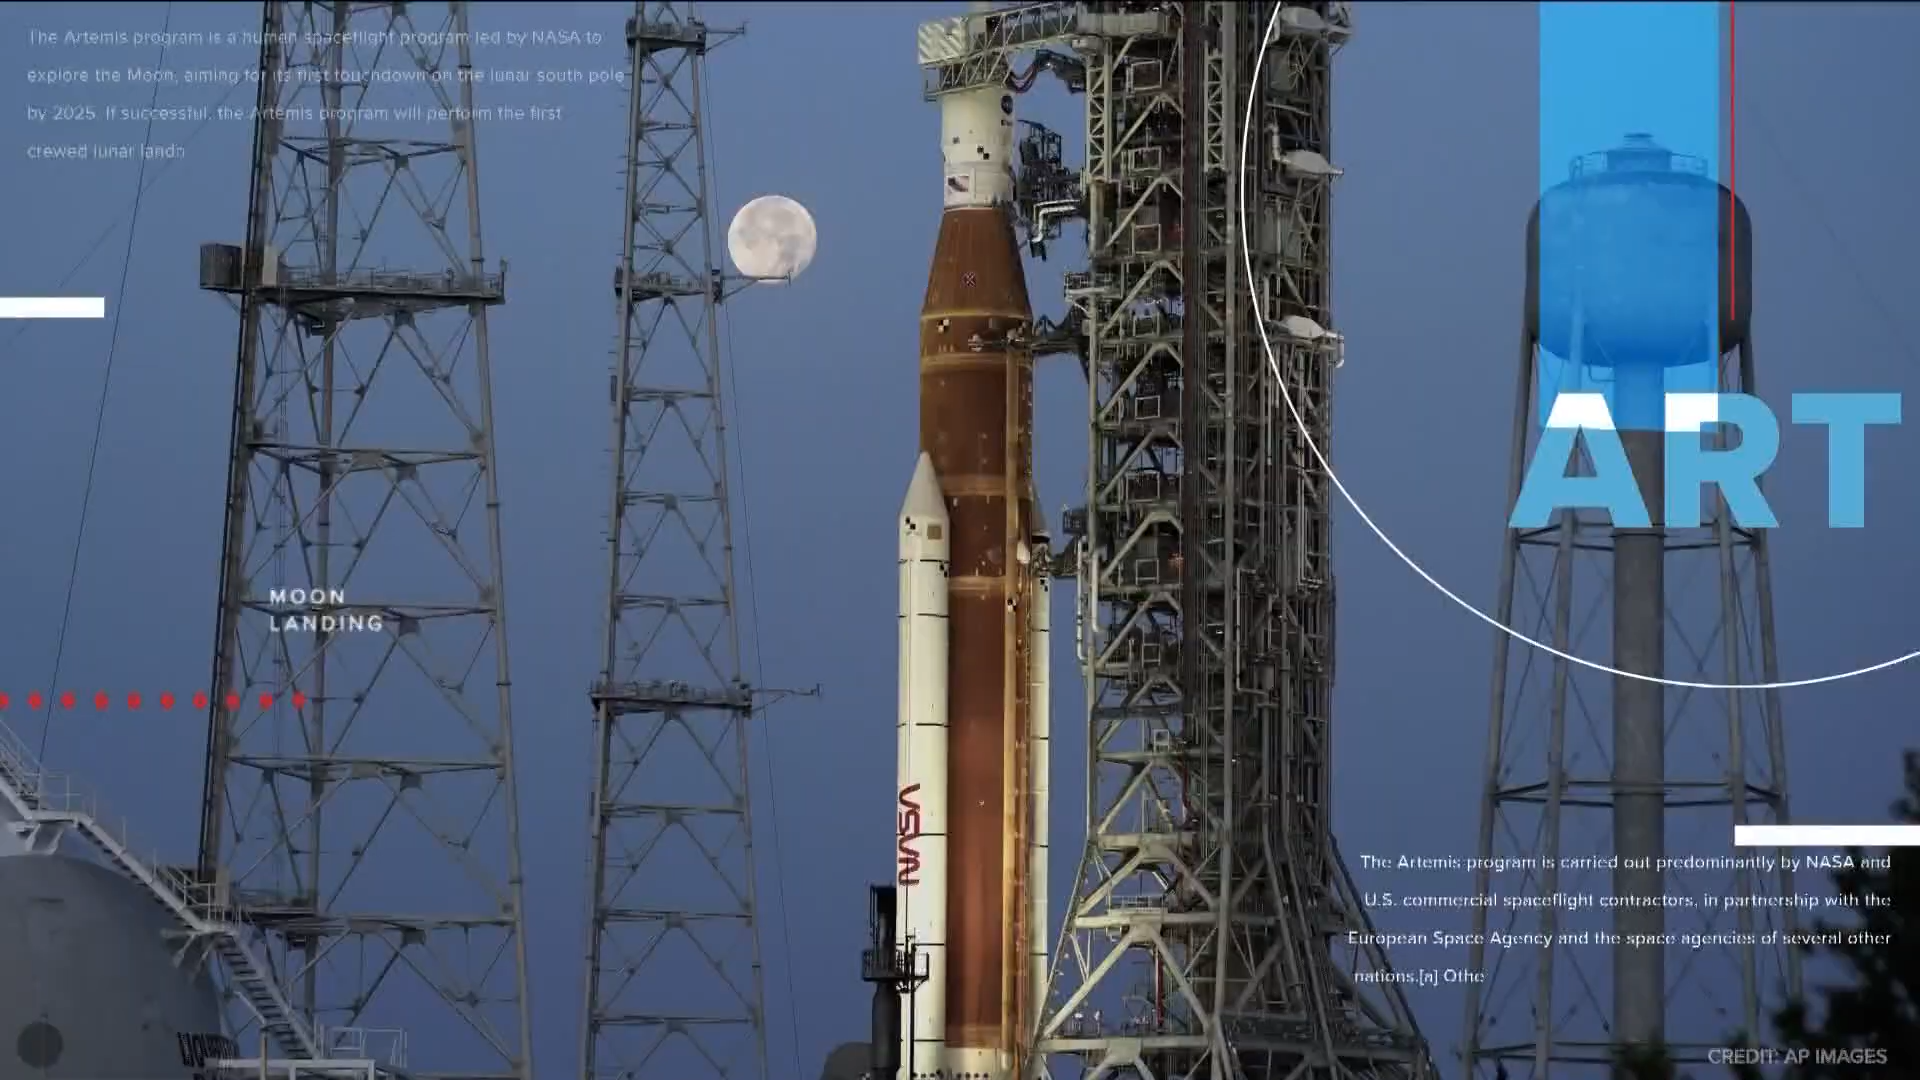 The Artemis program is a human spaceflight program led by NASA to
explore the Moon, aiming for its first touchdown on the lunar south pole
by 2025. If successful, the Artemis program will perform the first
crewed lunar landn
ART
MOON
LANDING
NASA
The Artemis program is carried out predominantly by NASA and
U.S. commercial spaceflight contractors, in partnership with the
European Space Agency and the space agencies of several other
nations.[a] Othe
CREDIT: AP IMAGES